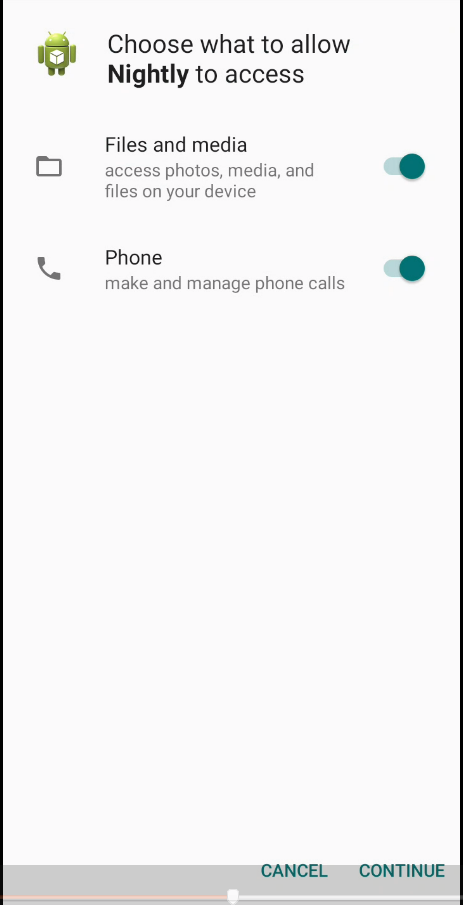 Choose what to allow
Nightly to access
Files and media
access photos, media, and
files on your device
Phone
make and manage phone calls
CANCEL CONTINUE